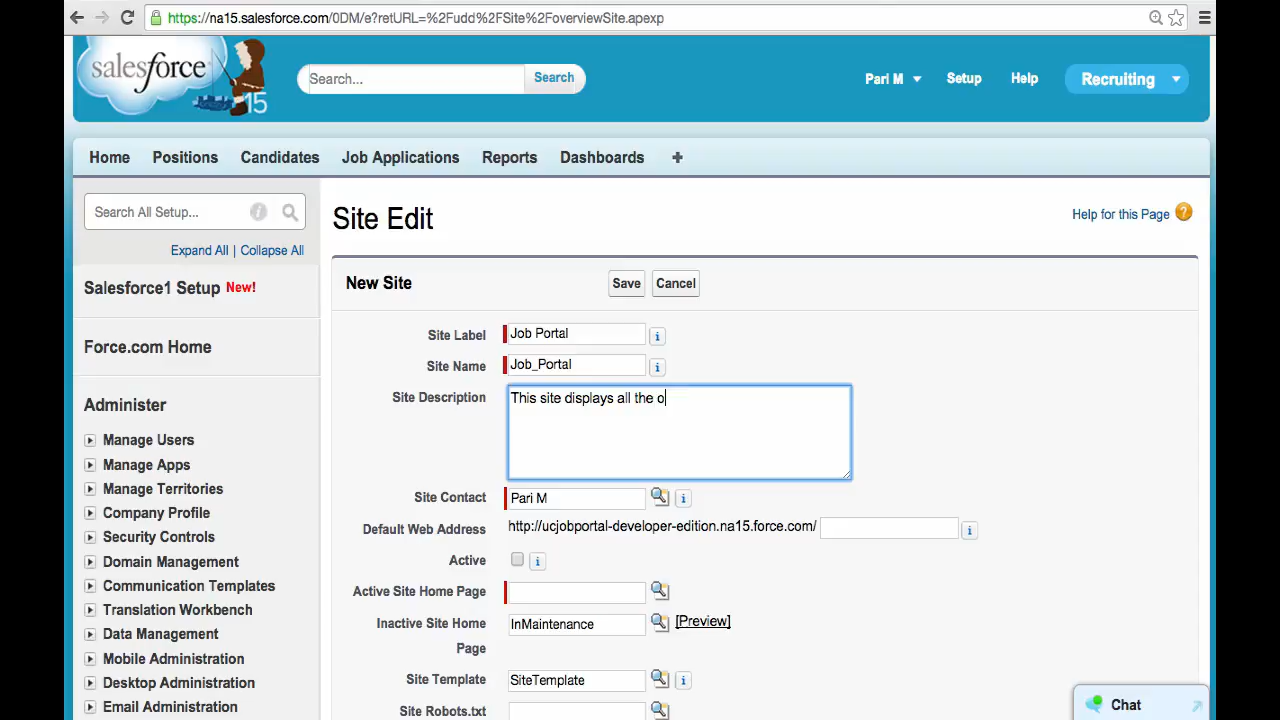 https://na15.salesforce.com/0DM/e?retURL=%2Fudd%2FSite%2FoverviewSite.apexp
salesforce
15
Search...
Search
Pari M
Setup
Help
Recruiting
Home
Positions
Candidates
Job Applications
Reports
Dashboards
+
Search All Setup...
Expand All | Collapse All
Salesforce1 Setup New!
Force.com Home
Administer
Manage Users
Manage Apps
Manage Territories
Company Profile
Security Controls
Domain Management
Communication Templates
Translation Workbench
Data Management
Mobile Administration
Desktop Administration
Email Administration
Site Edit
Help for this Page ?
New Site
Save
Cancel
Site Label
Job Portal
Site Name
Job_Portal
Site Description
This site displays all the o
Site Contact
Pari M
Default Web Address
http://ucjobportal-developer-edition.na15.force.com/
Active
Active Site Home Page
Inactive Site Home Page
InMaintenance
[Preview]
Site Template
SiteTemplate
Site Robots.txt
Chat